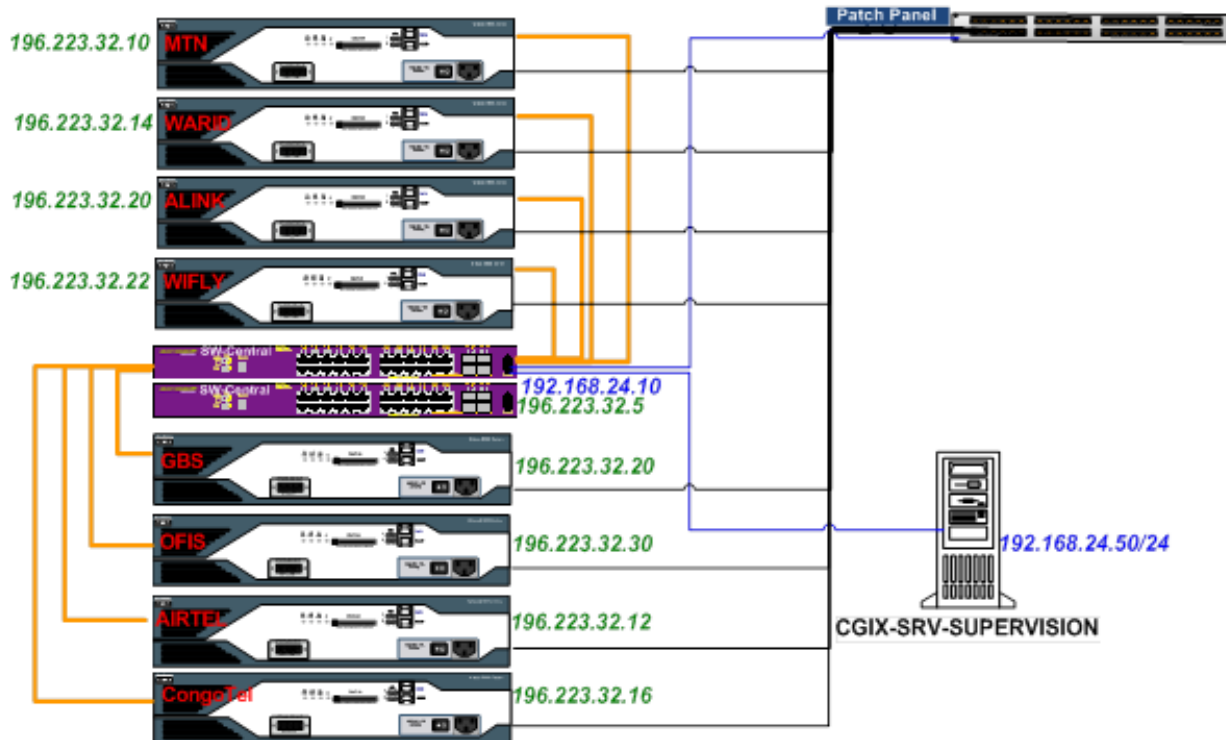 Patch Panel
196.223.32.10
MTN
196.223.32.14
WARID
196.223.32.20
ALINK
196.223.32.22
WIFLY
SW-Central
192.168.24.10
SW-Central
196.223.32.5
GBS
196.223.32.20
OFIS
196.223.32.30
192.168.24.50/24
AIRTEL
196.223.32.12
CGIX-SRV-SUPERVISION
CongoTel
196.223.32.16